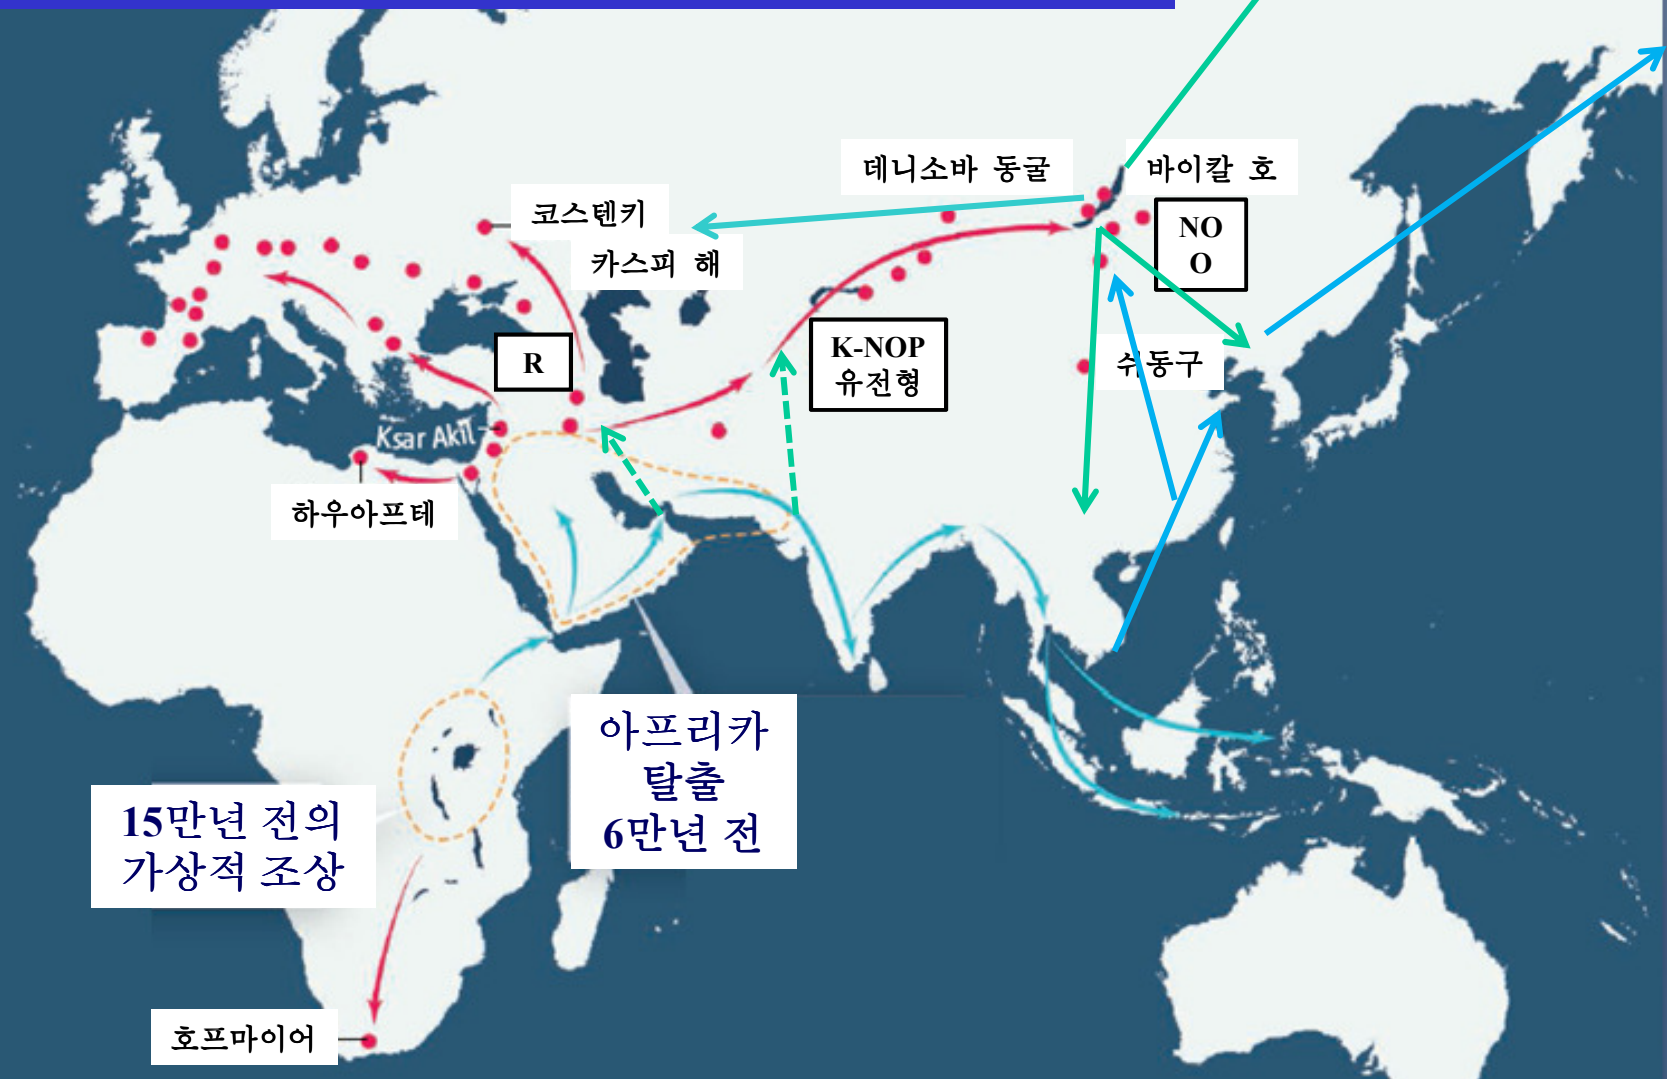 데니소바 동굴
바이칼 호
코스텐키
카스피 해
NO
O
R
K-NOP
유전형
쉬동구
Ksar Akil
하우아프테
아프리카
탈출
6만년 전
15만년 전의
가상적 조상
호프마이어